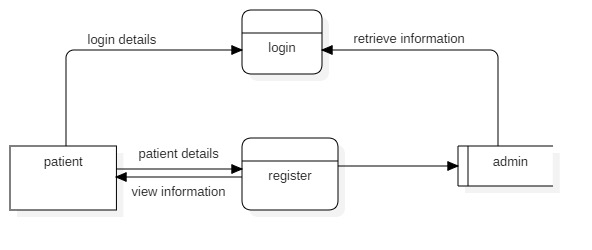 login details
retrieve information
login
patient
patient details
admin
register
view information